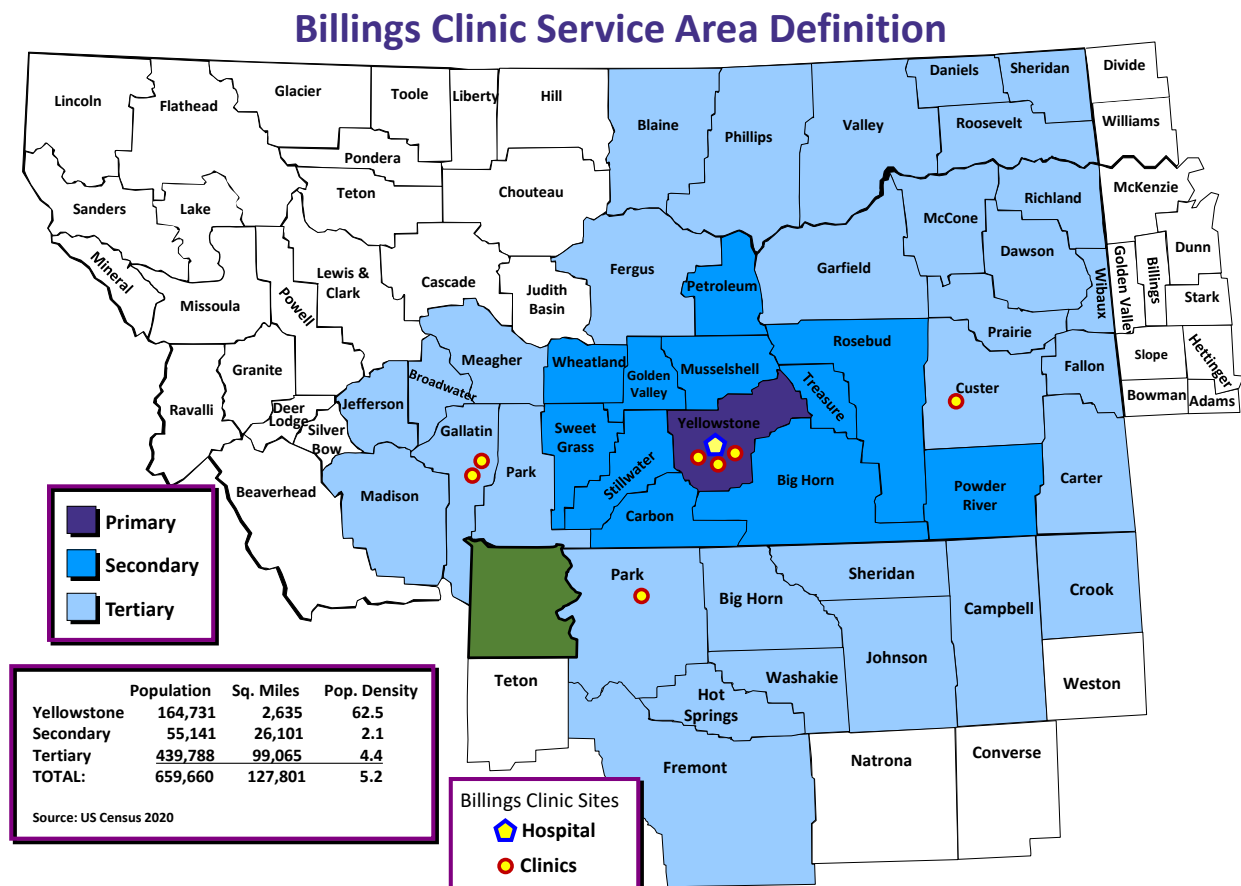 Billings Clinic Service Area Definition
Lincoln
Flathead
Glacier
Toole
Liberty
Hill
Blaine
Phillips
Valley
Daniels
Sheridan
Divide
Williams
Roosevelt
Pondera
Teton
Chouteau
McKenzie
Sanders
Lake
McCone
Richland
Dawson
Dunn
Mineral
Missoula
Powell
Lewis &
Clark
Cascade
Judith
Basin
Fergus
Petroleum
Garfield
Wibaux
Golden Valley
Billings
Stark
Prairie
Rosebud
Meagher
Wheatland
Golden
Valley
Musselshell
Treasure
Custer
Fallon
Slope
Hettinger
Bowman
Adams
Granite
Ravalli
Deer
Lodge
Silver
Bow
Jefferson
Broadwater
Gallatin
Park
Sweet
Grass
Stillwater
Yellowstone
Big Horn
Powder
River
Carter
Beaverhead
Madison
Carbon
Primary
Secondary
Tertiary
Park
Big Horn
Sheridan
Campbell
Crook
Johnson
Washakie
Hot
Springs
Teton
Weston
Fremont
Natrona
Converse
Population Sq. Miles Pop. Density
Yellowstone 164,731 2,635 62.5
Secondary 55,141 26,101 2.1
Tertiary 439,788 99,065 4.4
TOTAL: 659,660 127,801 5.2
Source: US Census 2020
Billings Clinic Sites
Hospital
Clinics